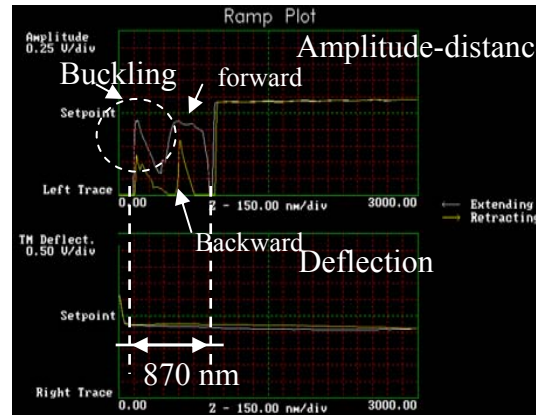 Ramp Plot
Amplitude
0.25 V/div
Amplitude-distanc
Buckling
forward
Setpoint
Left Trace
0.00
Z - 150.00 nm/div
3000.00
Extending
Retracting
Backward
TM Deflect.
0.50 V/div
Deflection
Setpoint
870 nm
Right Trace
0.00
Z - 150.00 nm/div
3000.00